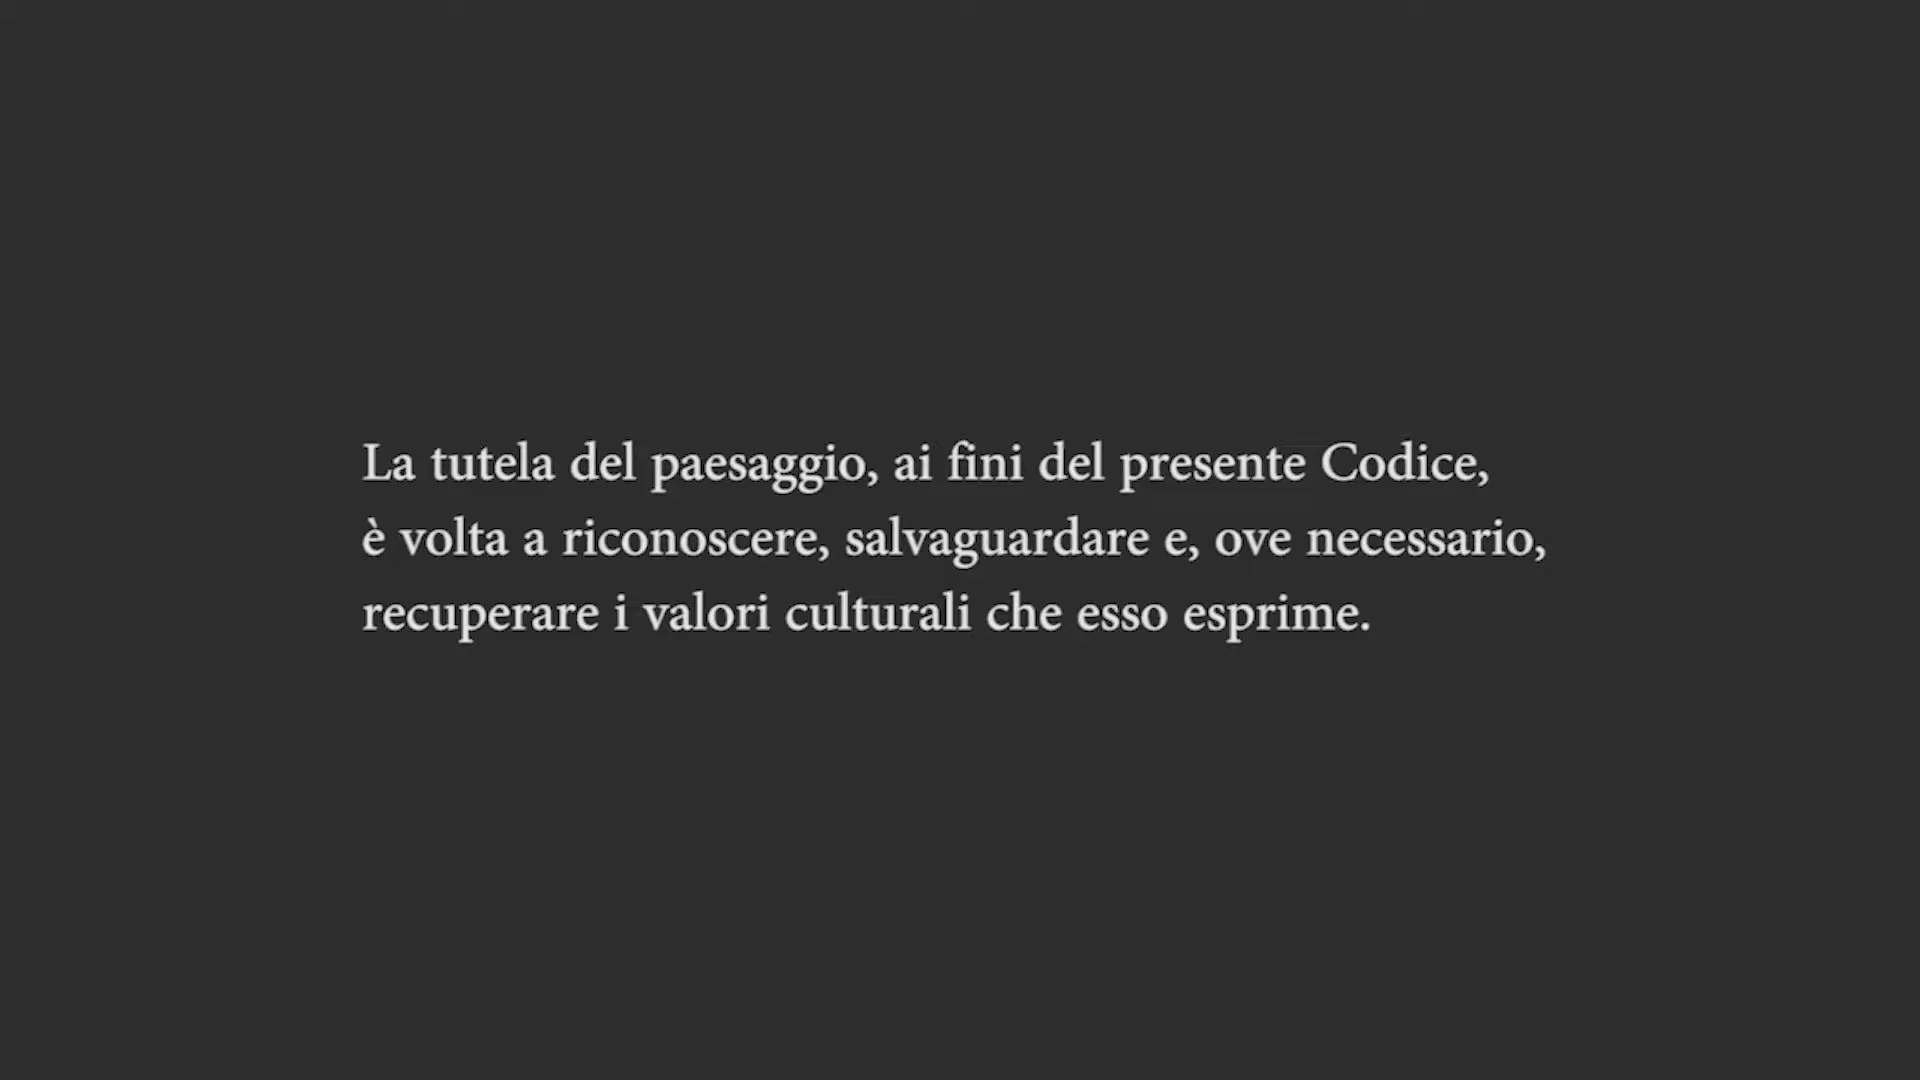 La tutela del paesaggio, ai fini del presente Codice,
è volta a riconoscere, salvaguardare e, ove necessario,
recuperare i valori culturali che esso esprime.